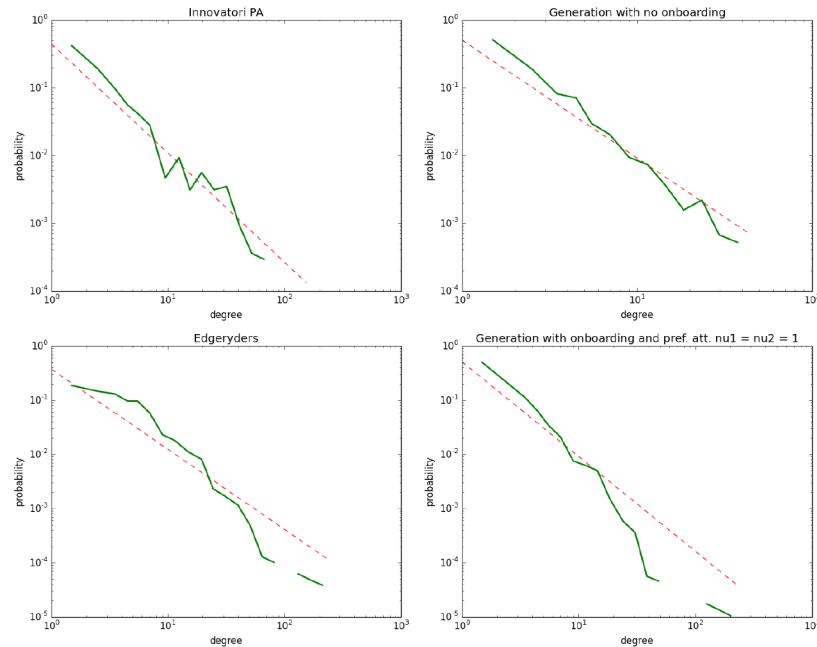 Innovatori PA
10^0
10^-1
10^-2
10^-3
10^-4
probability
10^0 10^1 10^2 10^3
degree
Generation with no onboarding
10^0
10^-1
10^-2
10^-3
10^-4
probability
10^0 10^1
degree
Edgeryders
10^0
10^-1
10^-2
10^-3
10^-4
10^-5
probability
10^0 10^1 10^2 10^3
degree
Generation with onboarding and pref. att. nu1 = nu2 = 1
10^0
10^-1
10^-2
10^-3
10^-4
10^-5
probability
10^0 10^1 10^2
degree